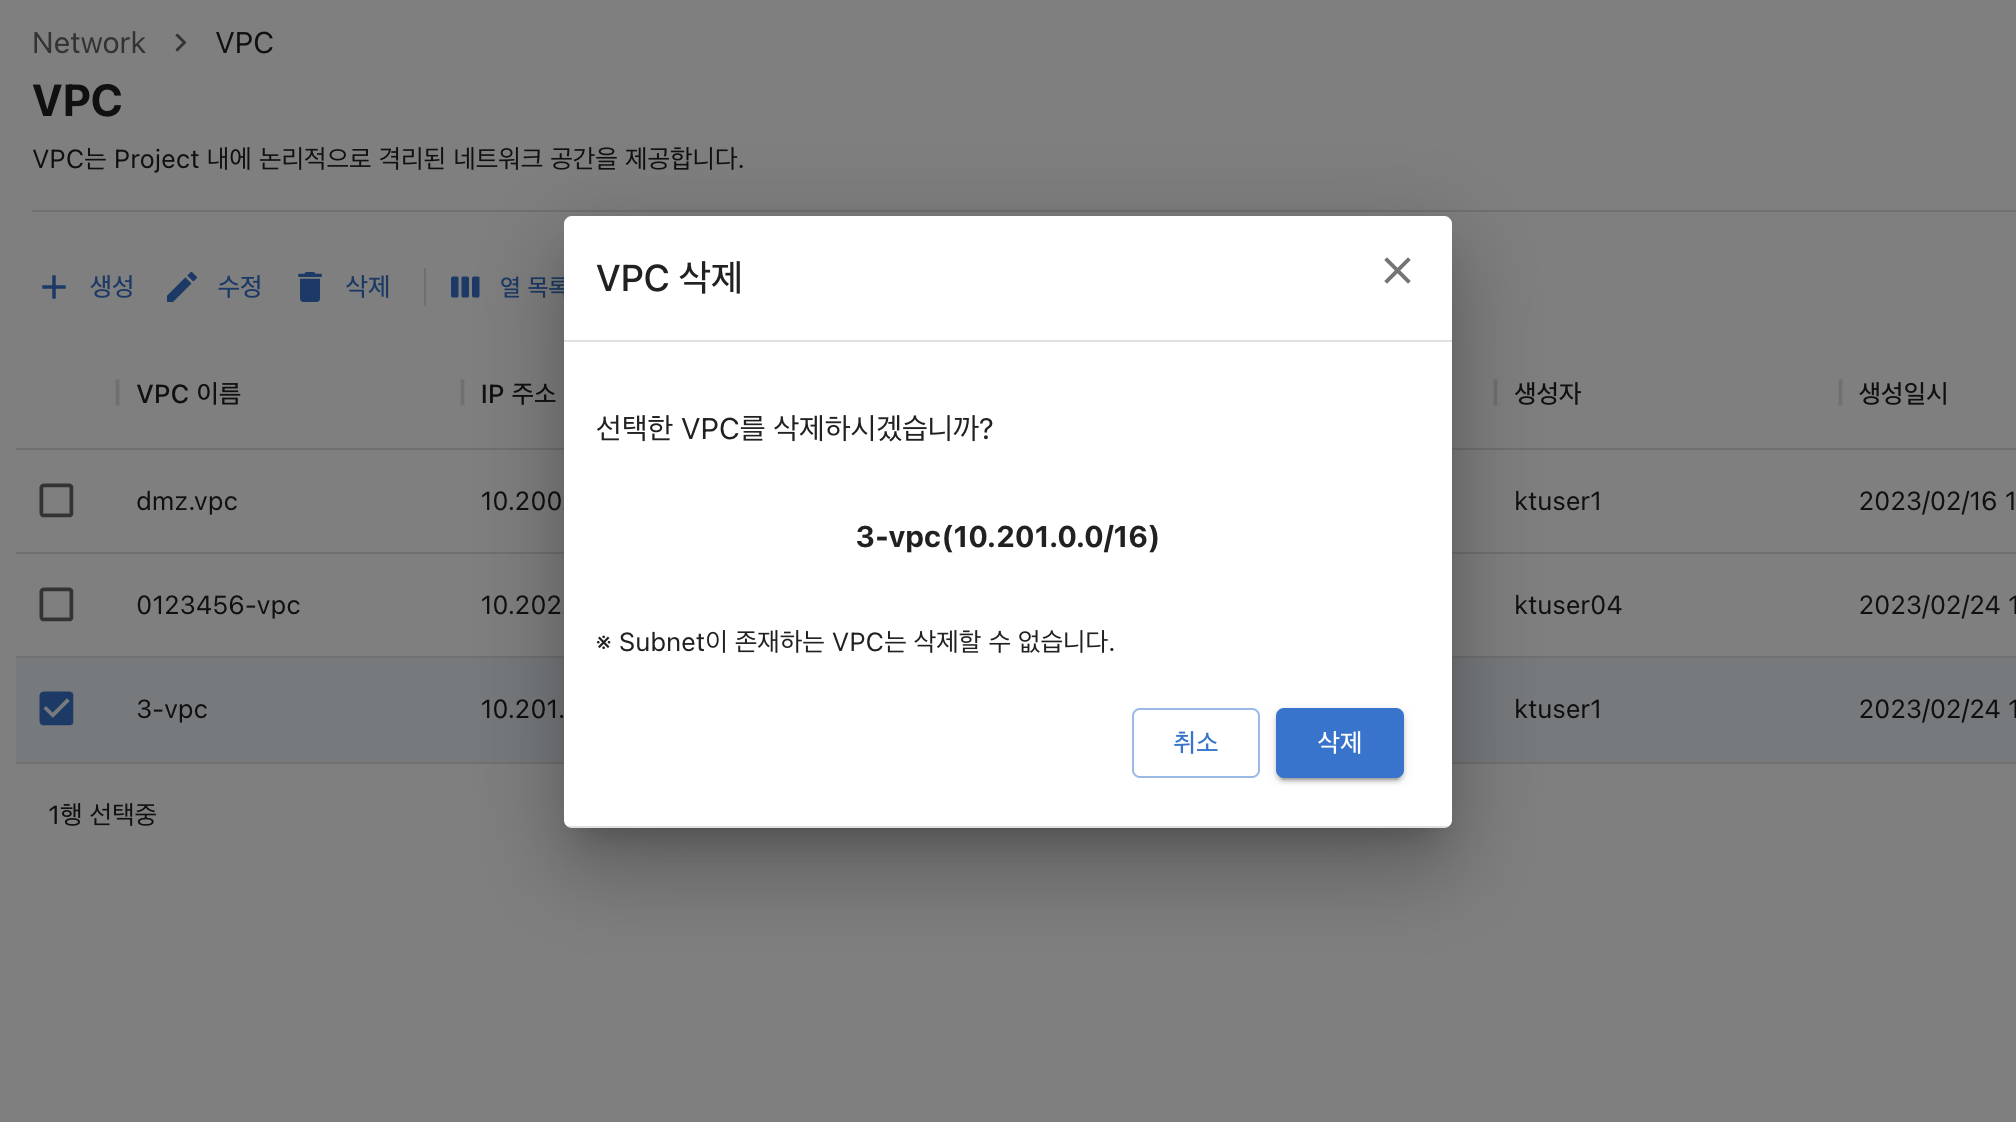 Network > VPC
VPC
VPC는 Project 내에 논리적으로 격리된 네트워크 공간을 제공합니다.
생성 수정 삭제 열 목록
VPC 이름 IP 주소 생성자 생성일시
dmz.vpc 10.200 ktuser1 2023/02/16 1
0123456-vpc 10.202 ktuser04 2023/02/24 1
3-vpc 10.201. ktuser1 2023/02/24 1
1행 선택중
VPC 삭제
선택한 VPC를 삭제하시겠습니까?
3-vpc(10.201.0.0/16)
※ Subnet이 존재하는 VPC는 삭제할 수 없습니다.
취소 삭제